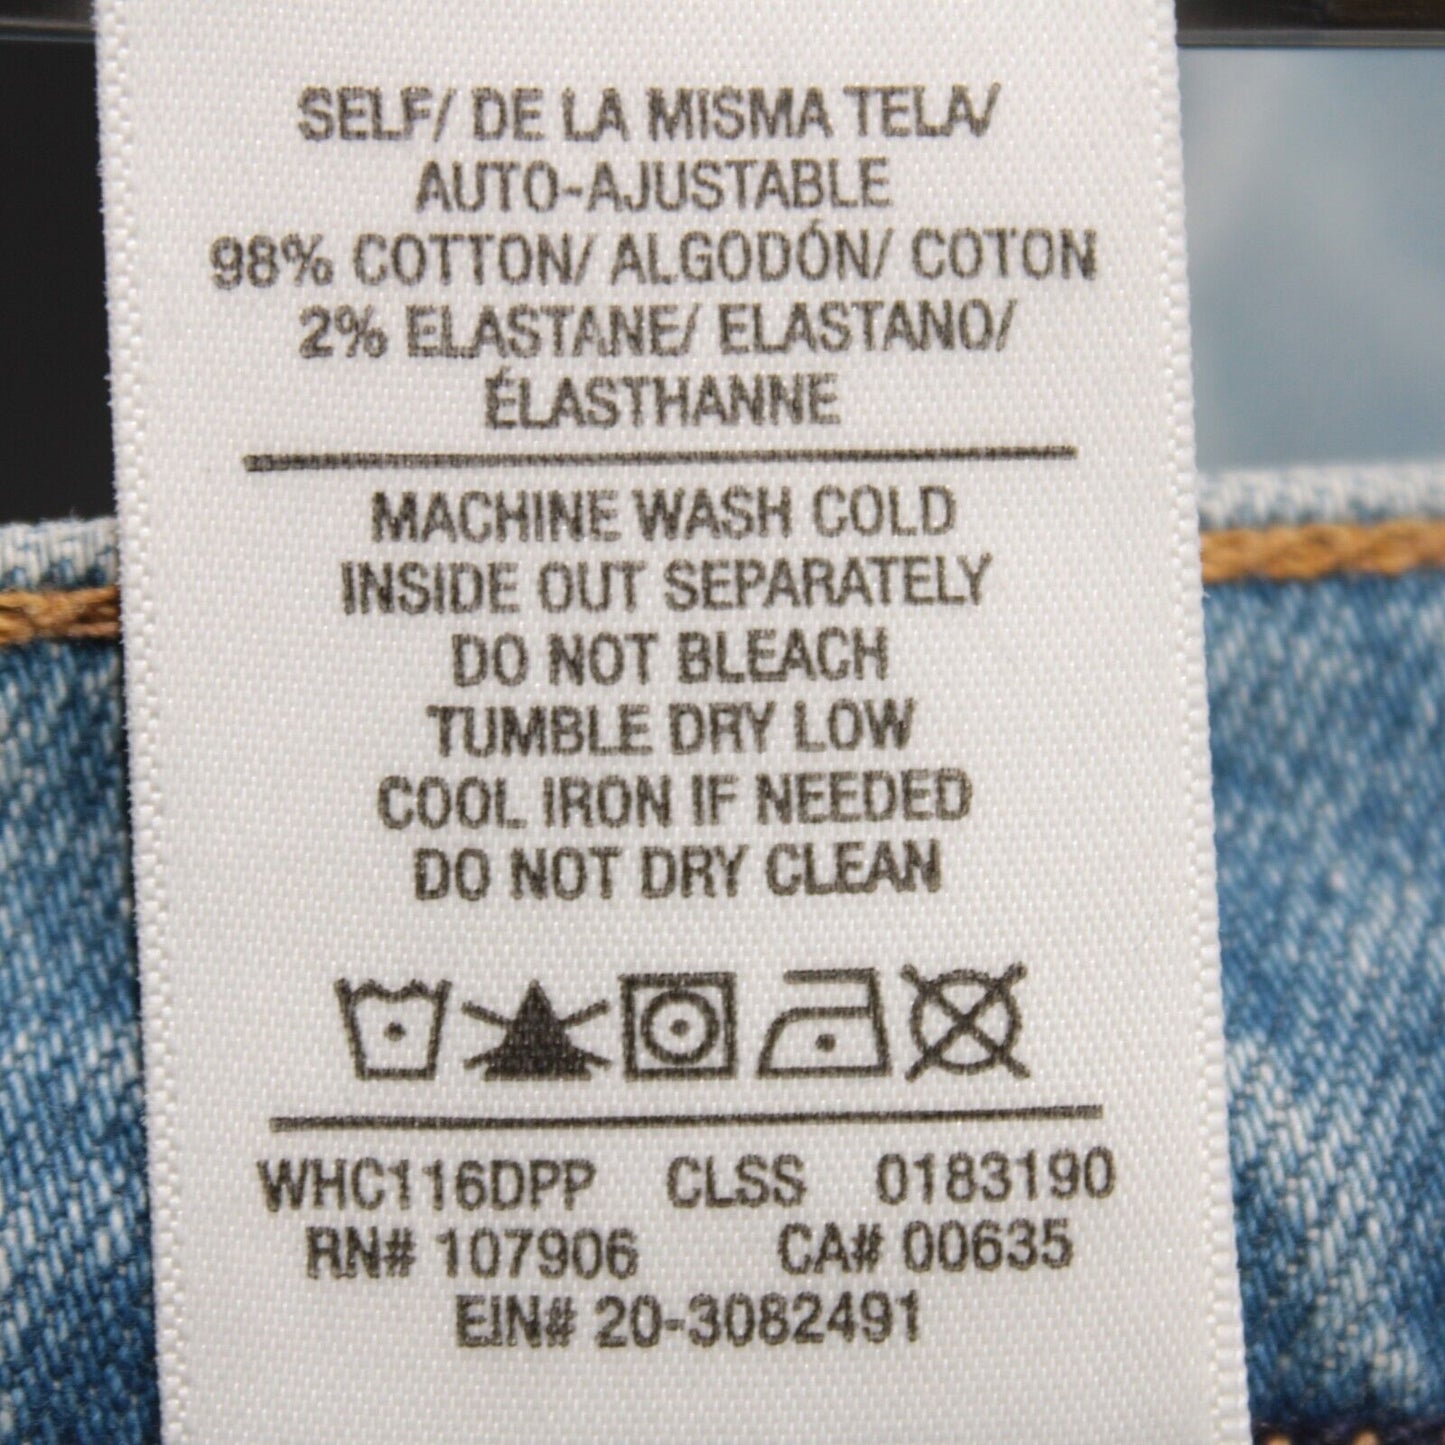 SELF/ DE LA MISMA TELA/
AUTO-AJUSTABLE
98% COTTON/ ALGODÓN/ COTON
2% ELASTANE/ ELASTANO/
ÉLASTHANNE
MACHINE WASH COLD
INSIDE OUT SEPARATELY
DO NOT BLEACH
TUMBLE DRY LOW
COOL IRON IF NEEDED
DO NOT DRY CLEAN
WHC116DPP CLSS 0183190
RN# 107906 CA# 00635
EIN# 20-3082491